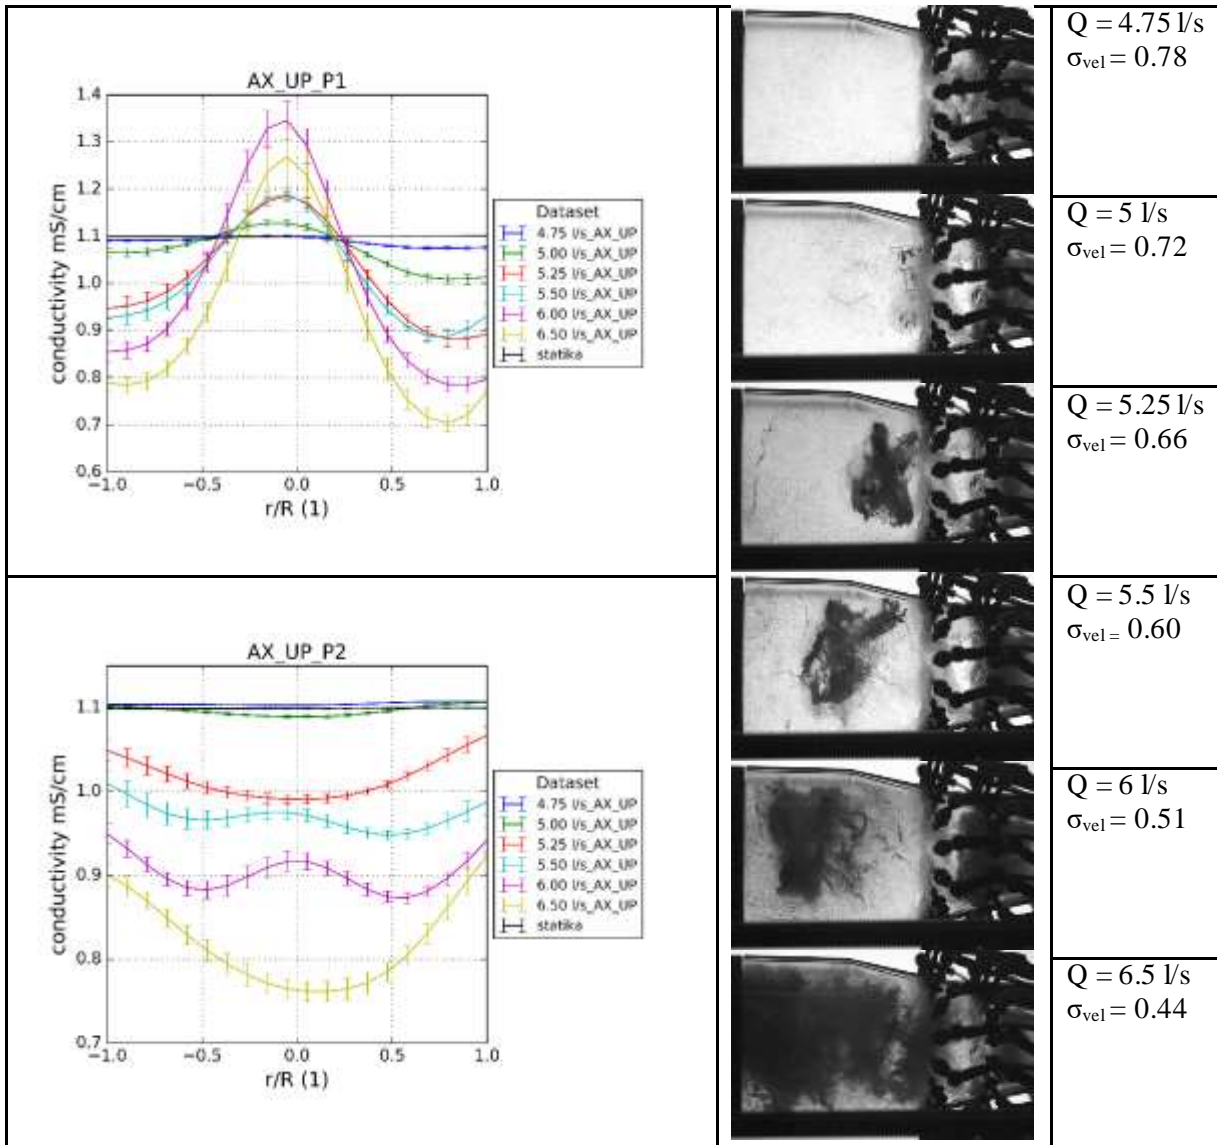 AX_UP_P1
1.4
1.3
1.2
1.1
1.0
0.9
0.8
0.7
0.6
conductivity mS/cm
−1.0 −0.5 0.0 0.5 1.0
r/R (1)
Dataset
4.75 l/s_AX_UP
5.00 l/s_AX_UP
5.25 l/s_AX_UP
5.50 l/s_AX_UP
6.00 l/s_AX_UP
6.50 l/s_AX_UP
statika
AX_UP_P2
1.1
1.0
0.9
0.8
0.7
conductivity mS/cm
−1.0 −0.5 0.0 0.5 1.0
r/R (1)
Dataset
4.75 l/s_AX_UP
5.00 l/s_AX_UP
5.25 l/s_AX_UP
5.50 l/s_AX_UP
6.00 l/s_AX_UP
6.50 l/s_AX_UP
statika
Q = 4.75 l/s
σvel = 0.78
Q = 5 l/s
σvel = 0.72
Q = 5.25 l/s
σvel = 0.66
Q = 5.5 l/s
σvel = 0.60
Q = 6 l/s
σvel = 0.51
Q = 6.5 l/s
σvel = 0.44